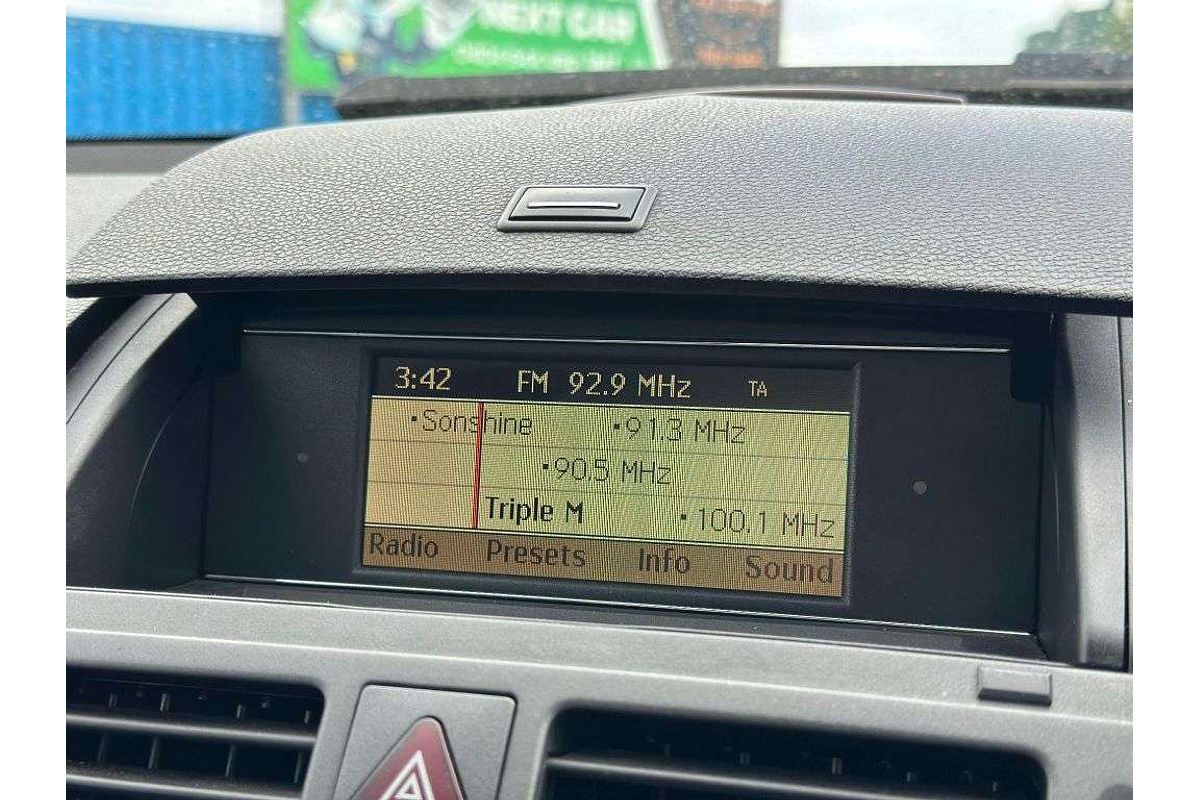 NEXT CAR
3:42 FM 92.9 MHz TA
•Sonshine •91.3 MHz
•90.5 MHz
Triple M •100.1 MHz
Radio Presets Info Sound